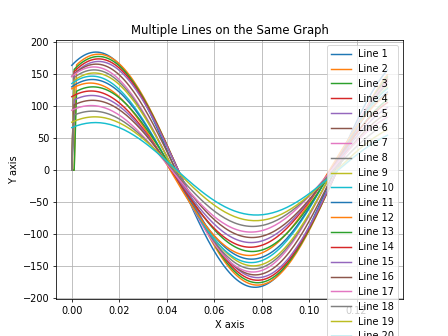 Multiple Lines on the Same Graph
Y axis
200
150
100
50
0
−50
−100
−150
−200
0.00
0.02
0.04
0.06
0.08
0.10
X axis
Line 1
Line 2
Line 3
Line 4
Line 5
Line 6
Line 7
Line 8
Line 9
Line 10
Line 11
Line 12
Line 13
Line 14
Line 15
Line 16
Line 17
Line 18
Line 19
Line 20